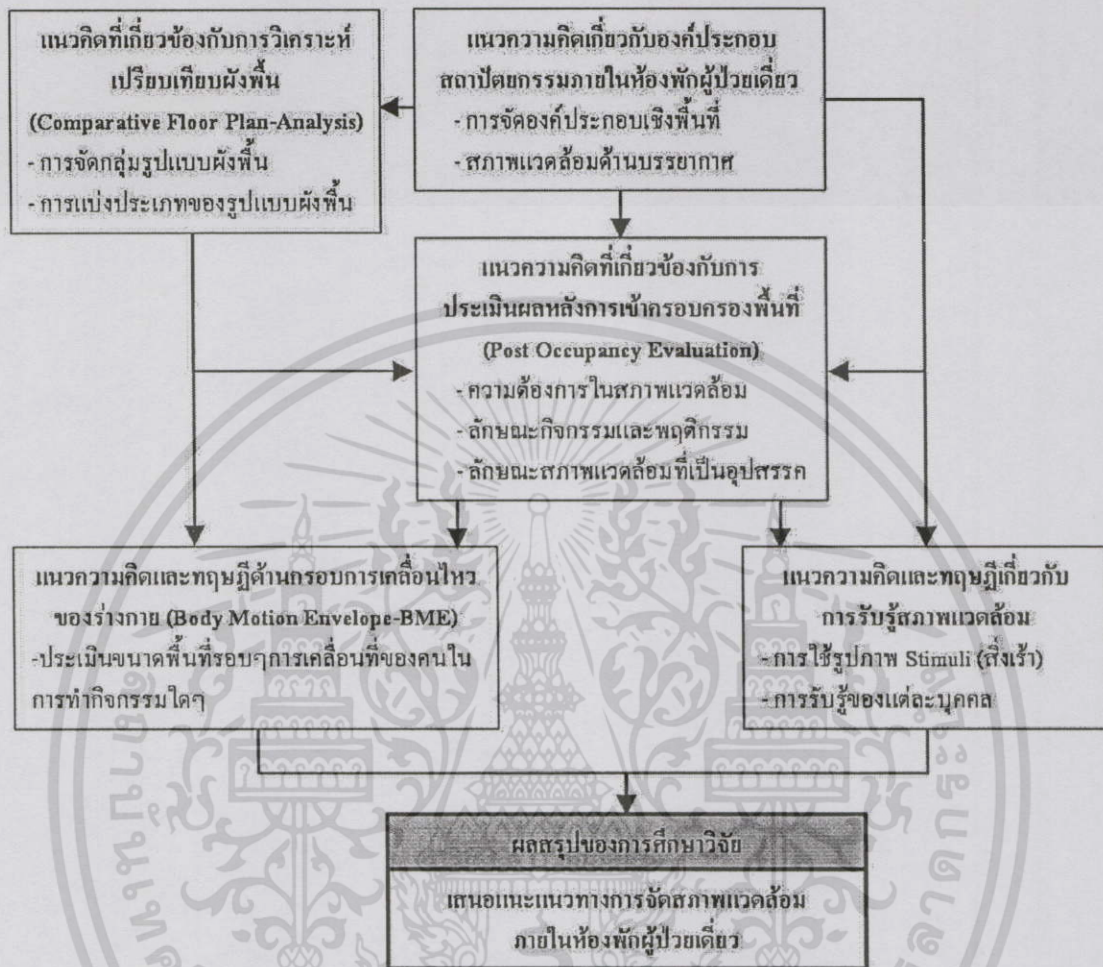 แนวคิดที่เกี่ยวข้องกับการวิเคราะห์
เปรียบเทียบผังพื้น
(Comparative Floor Plan-Analysis)
- การจัดกลุ่มรูปแบบผังพื้น
- การแบ่งประเภทของรูปแบบผังพื้น
แนวความคิดเกี่ยวกับองค์ประกอบ
สถาปัตยกรรมภายในห้องพักผู้ป่วยเดี่ยว
- การจัดองค์ประกอบเชิงพื้นที่
- สภาพแวดล้อมด้านบรรยากาศ
แนวความคิดที่เกี่ยวข้องกับการ
ประเมินผลหลังการเข้าครอบครองพื้นที่
(Post Occupancy Evaluation)
- ความต้องการในสภาพแวดล้อม
- ลักษณะกิจกรรมและพฤติกรรม
- ลักษณะสภาพแวดล้อมที่เป็นอุปสรรค
แนวความคิดและทฤษฎีด้านกรอบการเคลื่อนไหว
ของร่างกาย (Body Motion Envelope-BME)
-ประเมินขนาดพื้นที่รอบๆการเคลื่อนที่ของคนใน
การทำกิจกรรมใดๆ
แนวความคิดและทฤษฎีเกี่ยวกับ
การรับรู้สภาพแวดล้อม
- การใช้รูปภาพ Stimuli (สิ่งเร้า)
- การรับรู้ของแต่ละบุคคล
ผลสรุปของการศึกษาวิจัย
เสนอแนะแนวทางการจัดสภาพแวดล้อม
ภายในห้องพักผู้ป่วยเดี่ยว